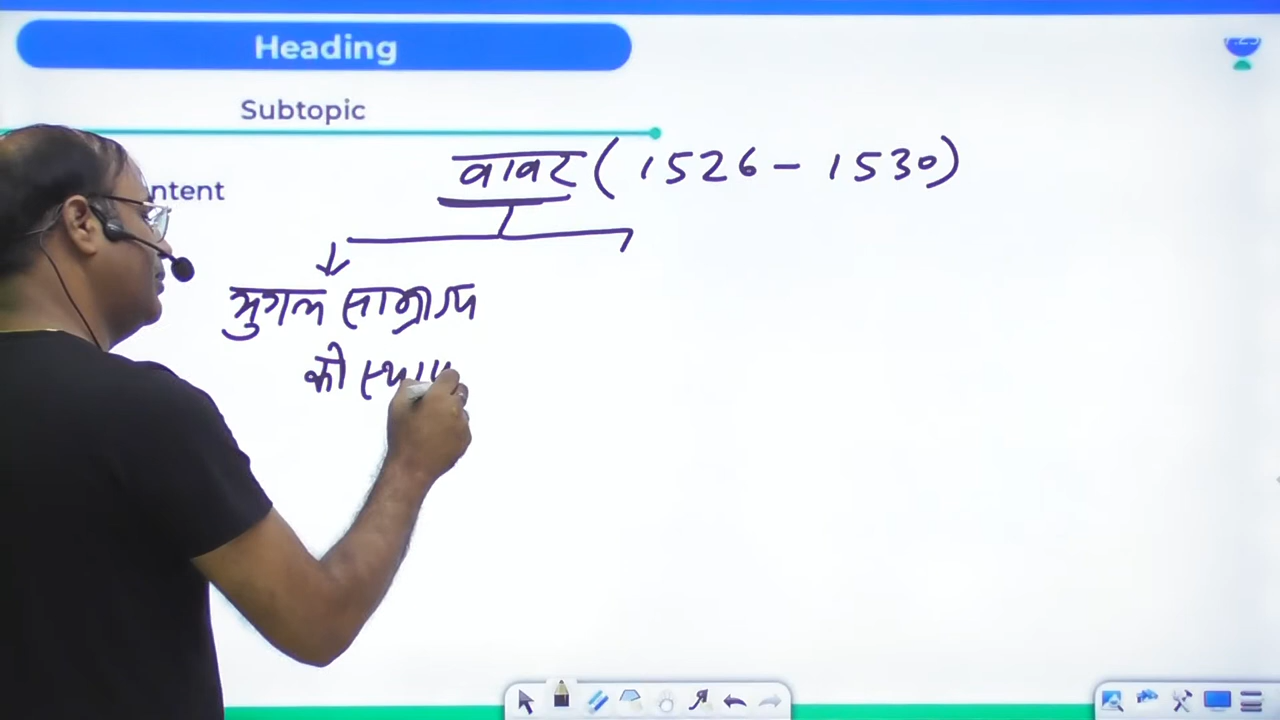 Heading
Subtopic
ntent
बाबर (1526 - 1530)
मुगल साम्राज्य
की स्थाप